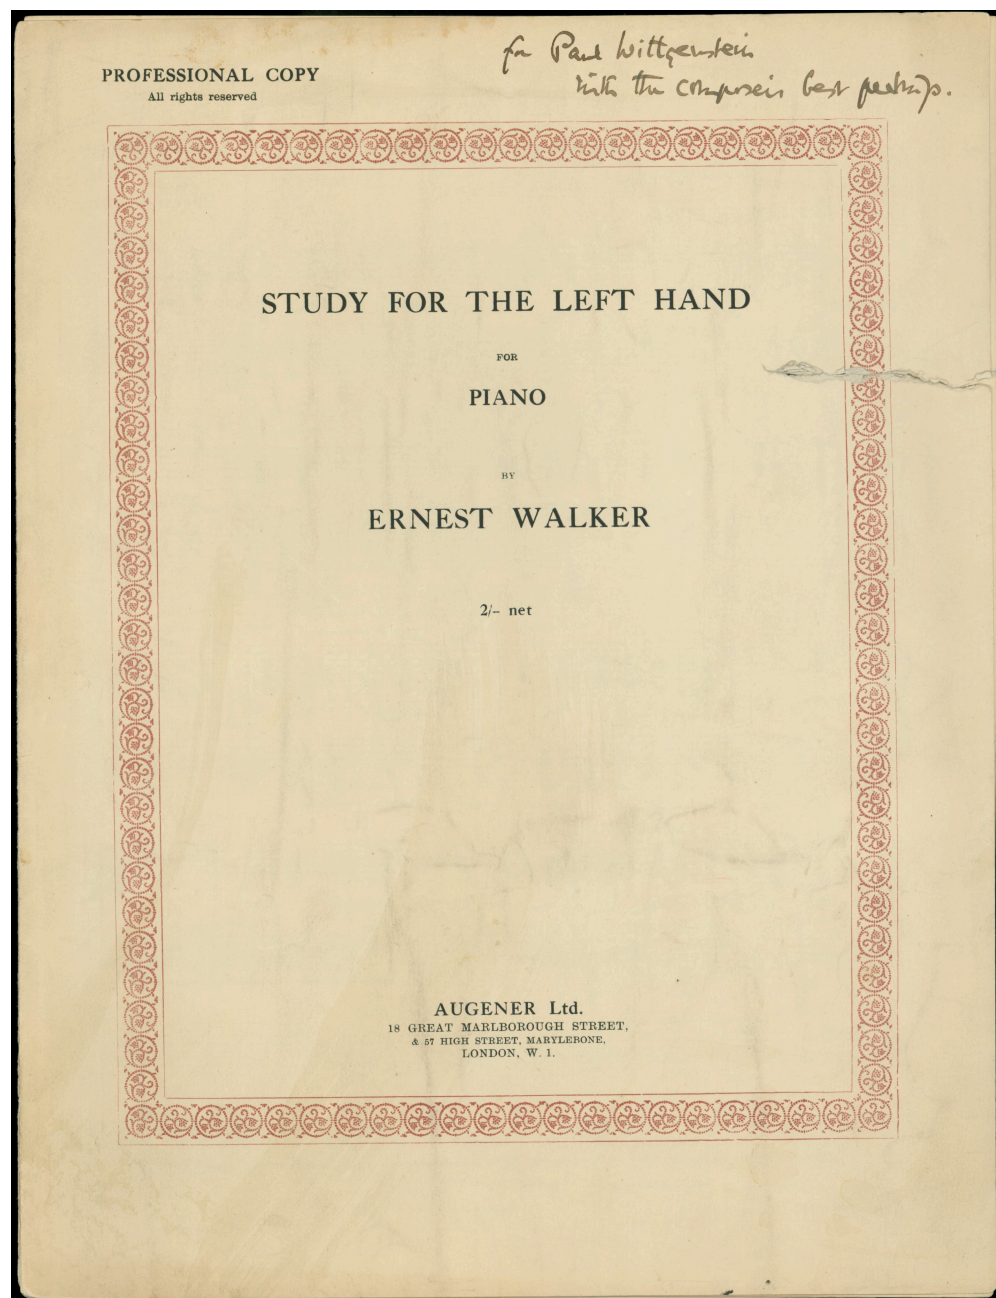 for Paul Wittgenstein
with the composer's best greetings.
PROFESSIONAL COPY
All rights reserved
STUDY FOR THE LEFT HAND
FOR
PIANO
BY
ERNEST WALKER
2/– net
AUGENER Ltd.
18 GREAT MARLBOROUGH STREET,
& 57 HIGH STREET, MARYLEBONE,
LONDON, W. 1.